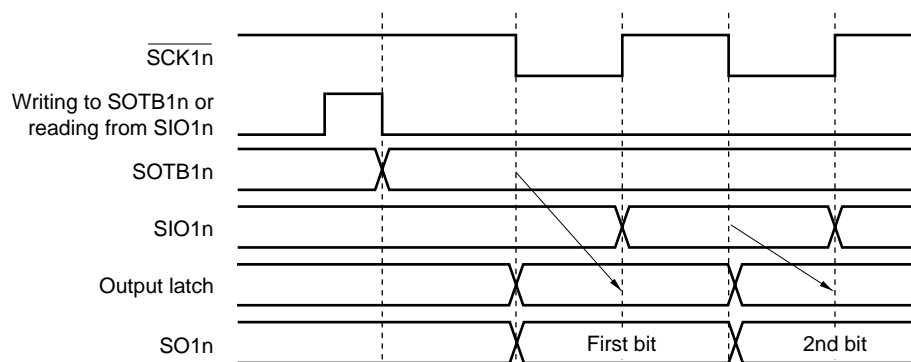 SCK1n
Writing to SOTB1n or
reading from SIO1n
SOTB1n
SIO1n
Output latch
SO1n
First bit
2nd bit